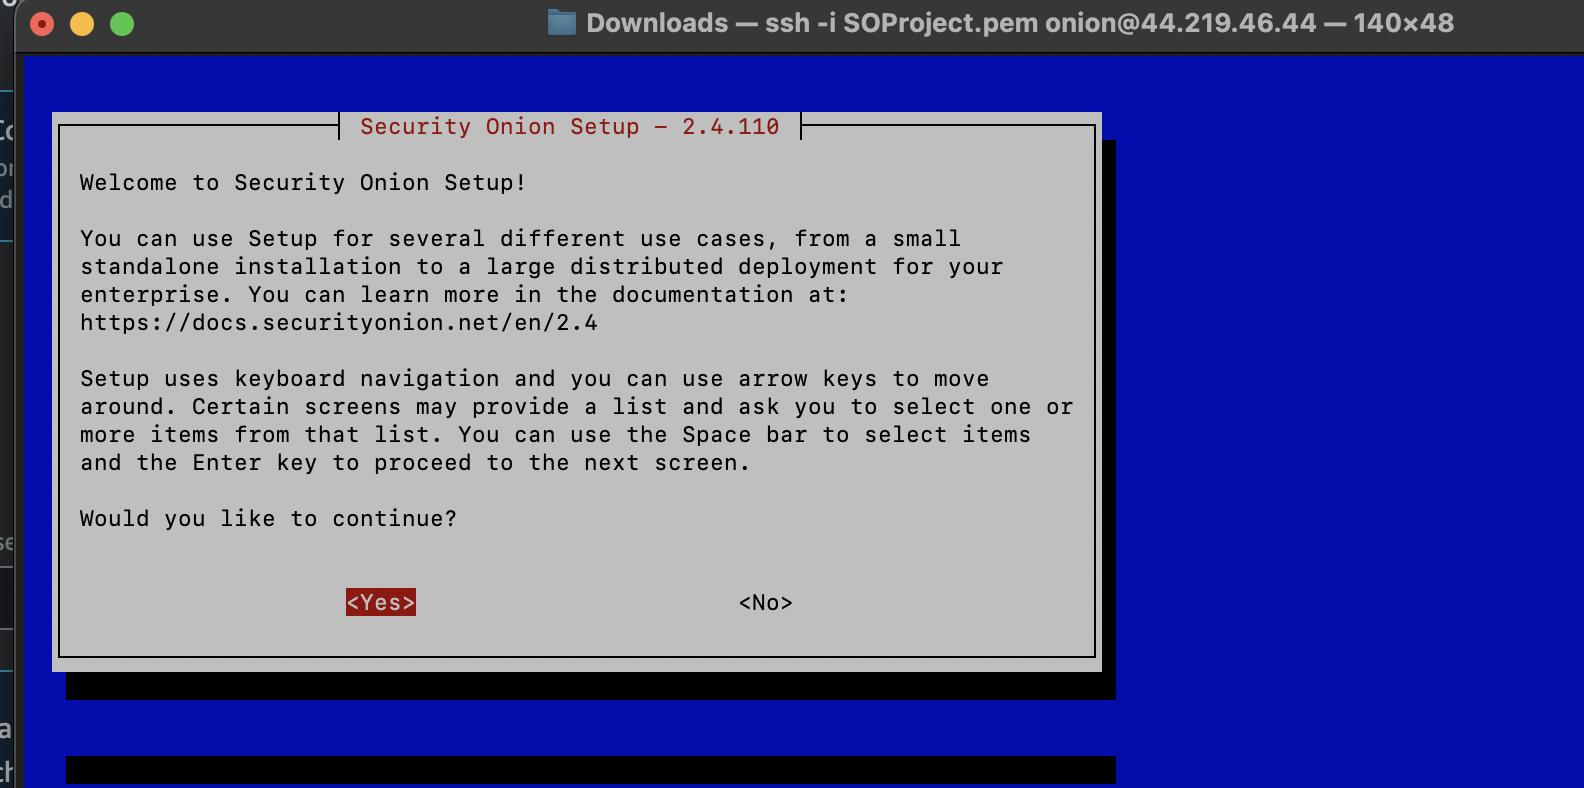 Downloads — ssh -i SOProject.pem onion@44.219.46.44 — 140×48
Security Onion Setup - 2.4.110
Welcome to Security Onion Setup!
You can use Setup for several different use cases, from a small
standalone installation to a large distributed deployment for your
enterprise. You can learn more in the documentation at:
https://docs.securityonion.net/en/2.4
Setup uses keyboard navigation and you can use arrow keys to move
around. Certain screens may provide a list and ask you to select one or
more items from that list. You can use the Space bar to select items
and the Enter key to proceed to the next screen.
Would you like to continue?
<Yes> <No>